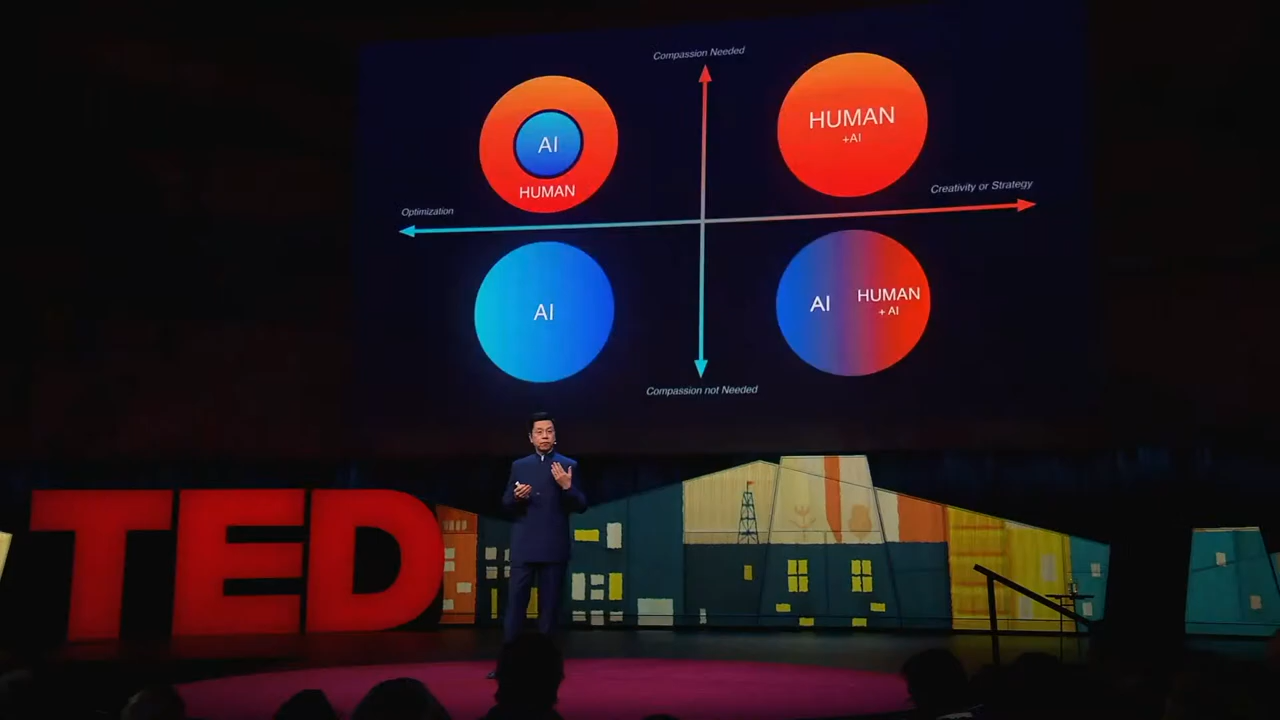 Compassion Needed
AI
HUMAN
HUMAN
+AI
Optimization
Creativity or Strategy
AI
AI
HUMAN
+ AI
Compassion not Needed
TED